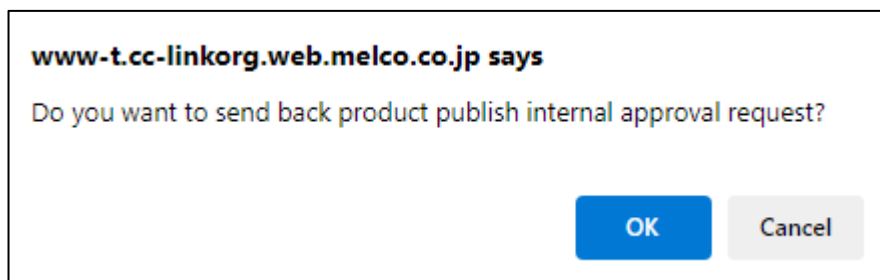 www-t.cc-linkorg.web.melco.co.jp says
Do you want to send back product publish internal approval request?
OK
Cancel